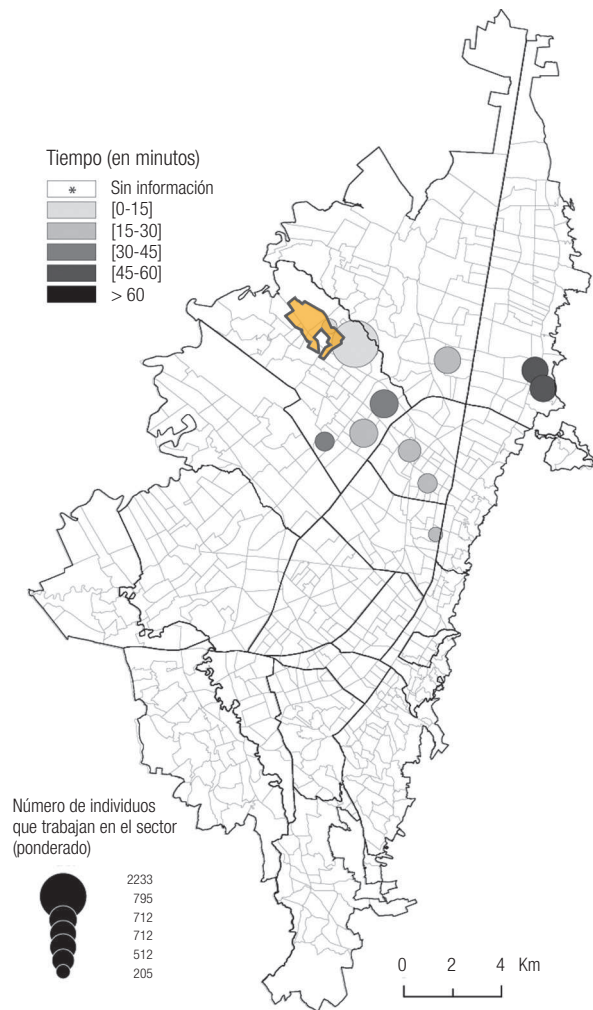 Tiempo (en minutos)
* Sin información
[0-15]
[15-30]
[30-45]
[45-60]
> 60
Número de individuos
que trabajan en el sector
(ponderado)
2233
795
712
712
512
205
0 2 4 Km